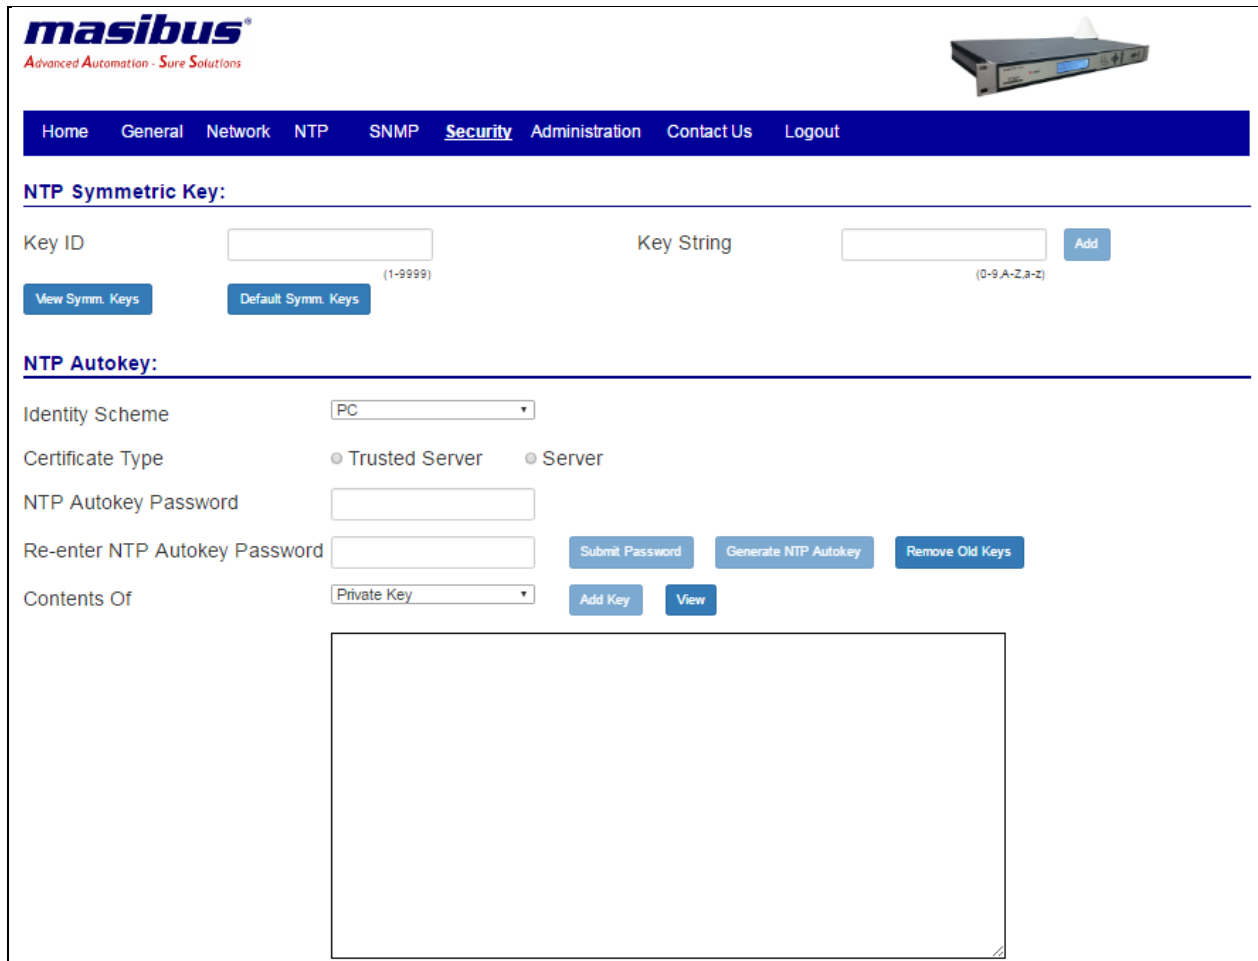 masibus®
Advanced Automation - Sure Solutions
Home General Network NTP SNMP Security Administration Contact Us Logout
NTP Symmetric Key:
Key ID Key String Add
(1-9999) (0-9,A-Z,a-z)
View Symm. Keys Default Symm. Keys
NTP Autokey:
Identity Scheme PC
Certificate Type Trusted Server Server
NTP Autokey Password
Re-enter NTP Autokey Password Submit Password Generate NTP Autokey Remove Old Keys
Contents Of Private Key Add Key View